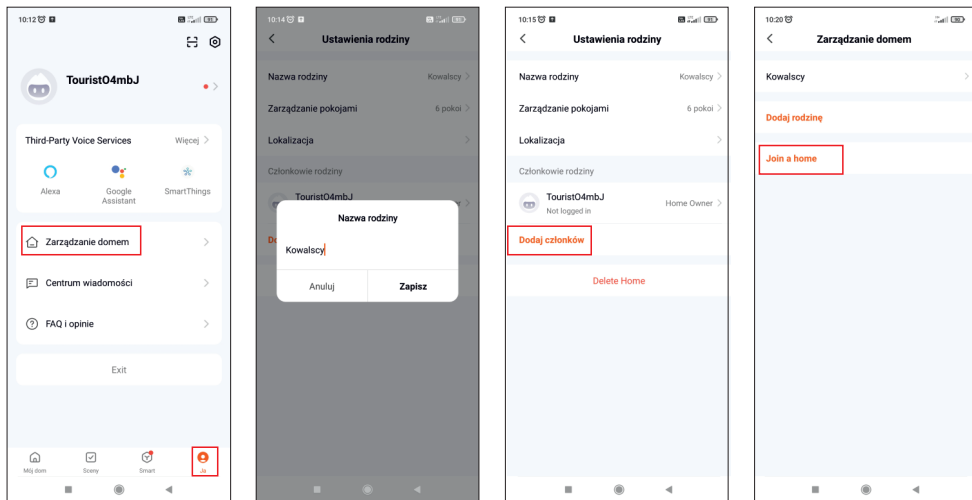 10:12
91
TouristO4mbJ
Third-Party Voice Services
Więcej
Alexa
Google
Assistant
SmartThings
Zarządzanie domem
Centrum wiadomości
FAQ i opinie
Exit
Mój dom
Sceny
Smart
Ja
10:14
Ustawienia rodziny
Nazwa rodziny
Kowalscy
Zarządzanie pokojami
6 pokoi
Lokalizacja
Członkowie rodziny
TouristO4mbJ
Nazwa rodziny
Kowalscy
Anuluj
Zapisz
10:15
Ustawienia rodziny
Nazwa rodziny
Kowalscy
Zarządzanie pokojami
6 pokoi
Lokalizacja
Członkowie rodziny
TouristO4mbJ
Not logged in
Home Owner
Dodaj członków
Delete Home
10:20
Zarządzanie domem
Kowalscy
Dodaj rodzinę
Join a home